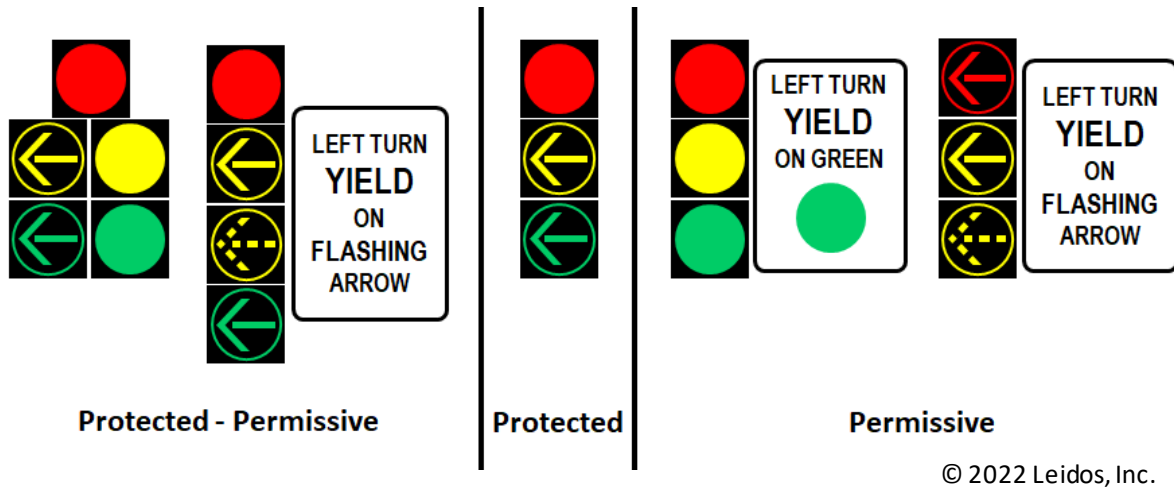 LEFT TURN
YIELD
ON
FLASHING
ARROW
LEFT TURN
YIELD
ON GREEN
LEFT TURN
YIELD
ON
FLASHING
ARROW
Protected - Permissive
Protected
Permissive
© 2022 Leidos, Inc.